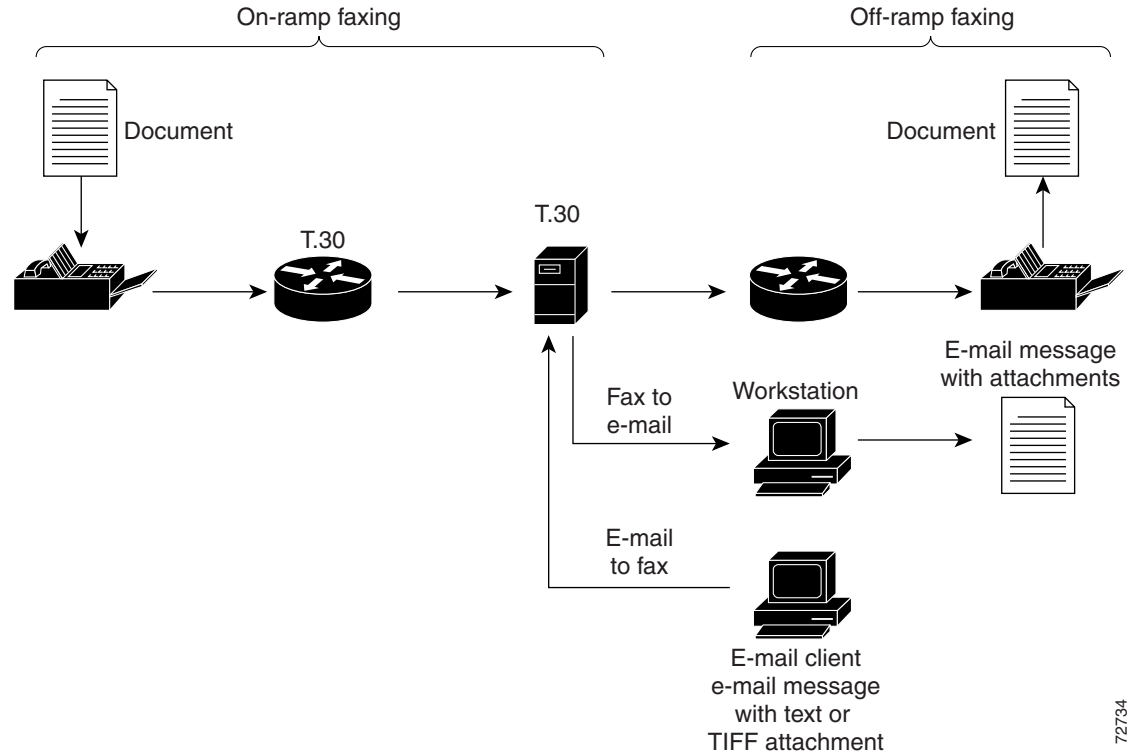 On-ramp faxing
Off-ramp faxing
Document
Document
T.30
T.30
E-mail message
with attachments
Fax to
e-mail
Workstation
E-mail
to fax
E-mail client
e-mail message
with text or
TIFF attachment
72734